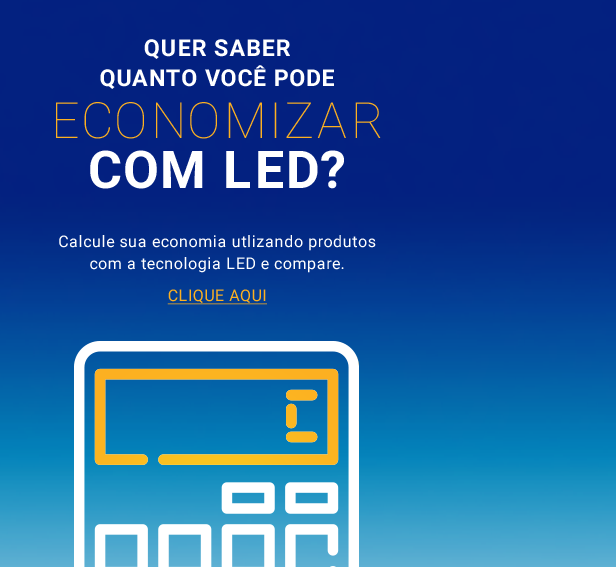 QUER SABER
QUANTO VOCÊ PODE
ECONOMIZAR
COM LED?
Calcule sua economia utlizando produtos
com a tecnologia LED e compare.
CLIQUE AQUI